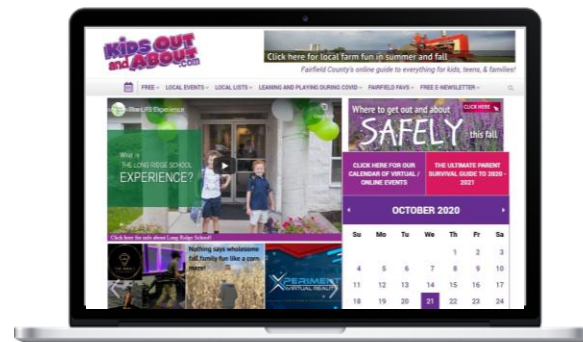 KIDS OUT
and ABOUT.com
Click here for local farm fun in summer and fall
Fairfield County's online guide to everything for kids, teens, & families!
FREE LOCAL EVENTS LOCAL LISTS LEANING AND PLAYING DURING COVID FAIRFIELD FAVS FREE E-NEWSLETTER
The LRS Experience
What is
THE LONG RIDGE SCHOOL
EXPERIENCE?
Click here for info about Long Ridge School!
Nothing says wholesome
fall family fun like a corn
maze!
XPERIMENT
VIRTUAL REALITY
Where to get out and about
CLICK HERE
SAFELY this fall
CLICK HERE FOR OUR
CALENDAR OF VIRTUAL /
ONLINE EVENTS
THE ULTIMATE PARENT
SURVIVAL GUIDE TO 2020 -
2021
OCTOBER 2020
Su Mo Tu We Th Fr Sa
1 2 3
4 5 6 7 8 9 10
11 12 13 14 15 16 17
18 19 20 21 22 23 24